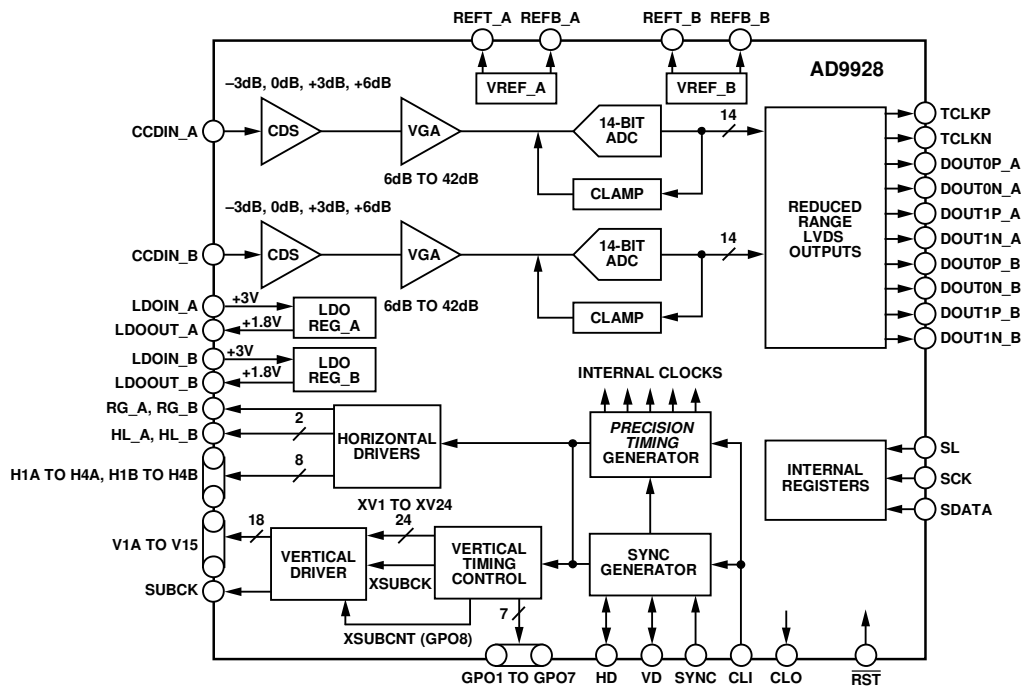 REFT_A REFB_A REFT_B REFB_B
AD9928
VREF_A VREF_B
–3dB, 0dB, +3dB, +6dB
CCDIN_A
CDS
VGA
14-BIT
ADC
14
6dB TO 42dB
CLAMP
–3dB, 0dB, +3dB, +6dB
CCDIN_B
CDS
VGA
14-BIT
ADC
14
6dB TO 42dB
CLAMP
REDUCED
RANGE
LVDS
OUTPUTS
TCLKP
TCLKN
DOUT0P_A
DOUT0N_A
DOUT1P_A
DOUT1N_A
DOUT0P_B
DOUT0N_B
DOUT1P_B
DOUT1N_B
LDOIN_A
+3V
LDOOUT_A
+1.8V
LDO
REG_A
LDOIN_B
+3V
LDOOUT_B
+1.8V
LDO
REG_B
RG_A, RG_B
HL_A, HL_B
2
H1A TO H4A, H1B TO H4B
8
HORIZONTAL
DRIVERS
INTERNAL CLOCKS
PRECISION
TIMING
GENERATOR
INTERNAL
REGISTERS
SL
SCK
SDATA
XV1 TO XV24
V1A TO V15
18
24
VERTICAL
DRIVER
XSUBCK
VERTICAL
TIMING
CONTROL
SYNC
GENERATOR
SUBCK
7
XSUBCNT (GPO8)
GPO1 TO GPO7 HD VD SYNC CLI CLO RST